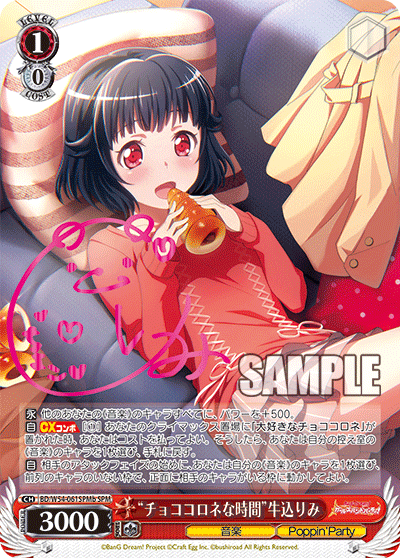 LEVEL
1
0
COST
りみ
SAMPLE
永 他のあなたの《音楽》のキャラすべてに、パワーを+500。
自 CXコンボ [(1)] あなたのクライマックス置場に「大好きなチョココロネ」が
置かれた時、あなたはコストを払ってよい。そうしたら、あなたは自分の控え室の
《音楽》のキャラを1枚選び、手札に戻す。
自 相手のアタックフェイズの始めに、あなたは自分の《音楽》のキャラを1枚選び、
前列のキャラのいない枠で、正面に相手のキャラがいる枠に動かしてよい。
CH BD/W54-061SPMb SPM
POWER
3000
“チョココロネな時間”牛込りみ
音楽
Poppin'Party
©BanG Dream! Project ©Craft Egg Inc. ©bushiroad All Rights Reserved.